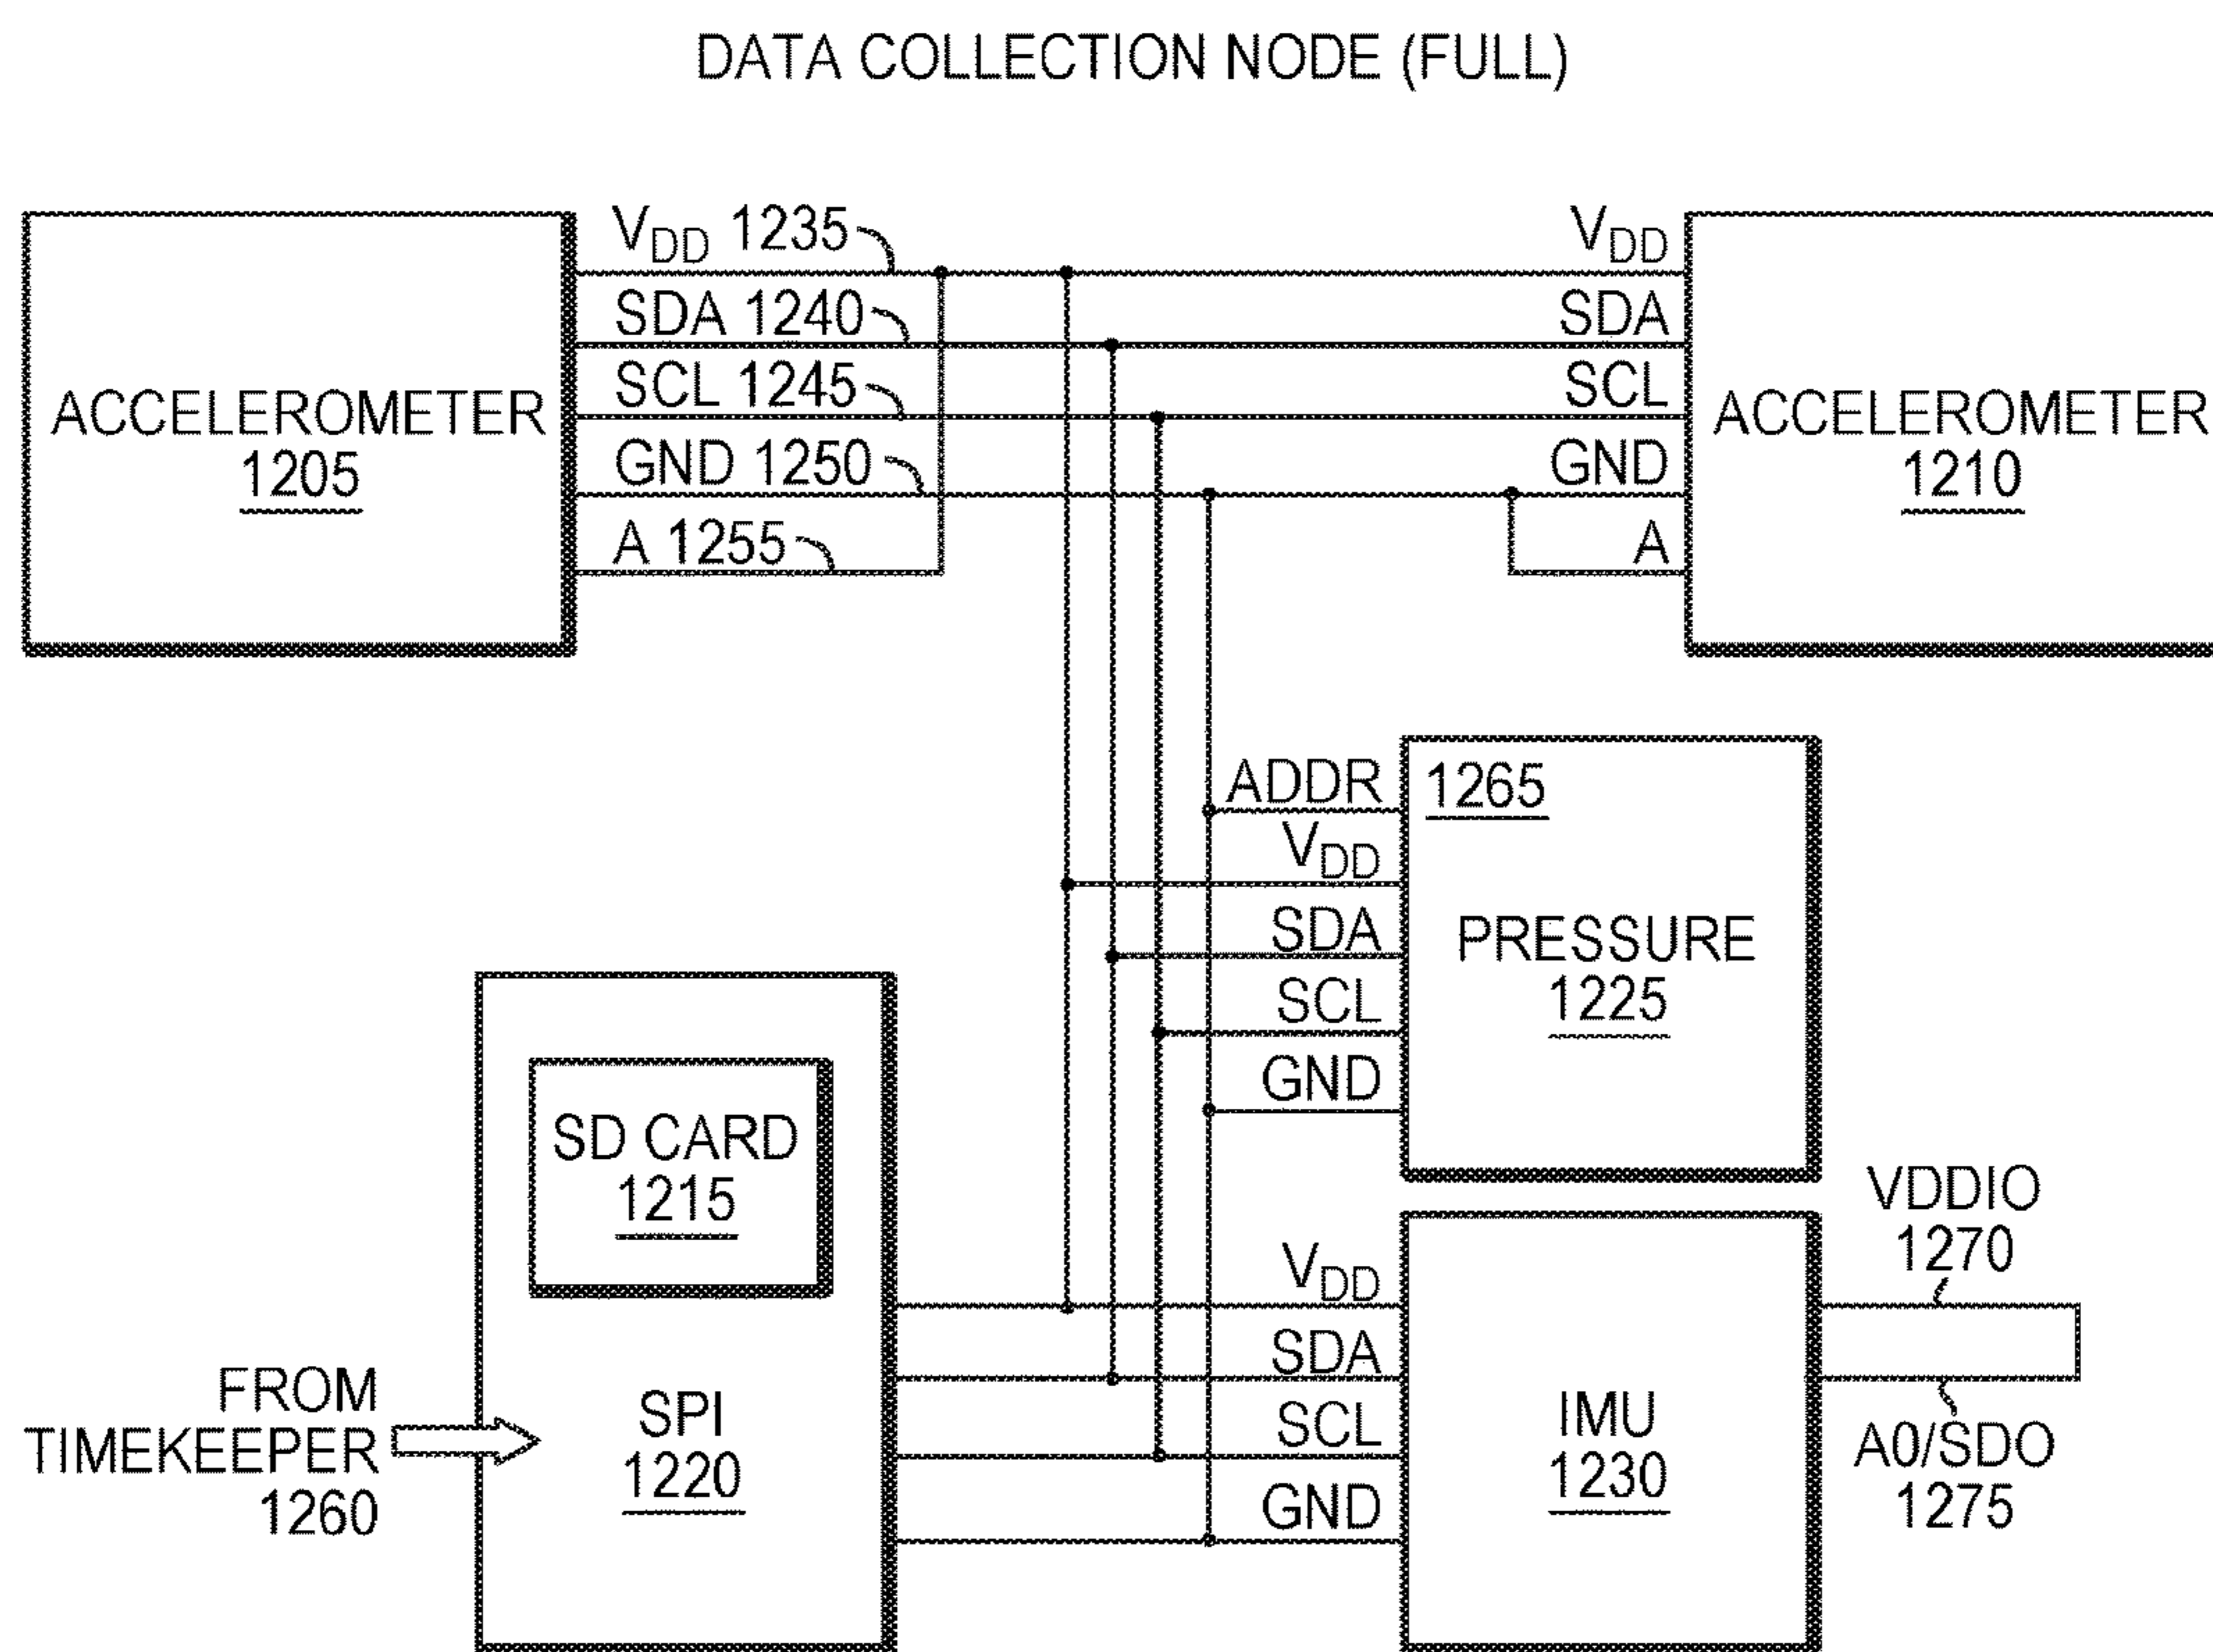 DATA COLLECTION NODE (FULL)
ACCELEROMETER
1205
VDD 1235
SDA 1240
SCL 1245
GND 1250
A 1255
VDD
SDA
SCL
GND
A
ACCELEROMETER
1210
ADDR
VDD
SDA
SCL
GND
1265
PRESSURE
1225
SD CARD
1215
SPI
1220
FROM
TIMEKEEPER
1260
VDD
SDA
SCL
GND
IMU
1230
VDDIO
1270
A0/SDO
1275